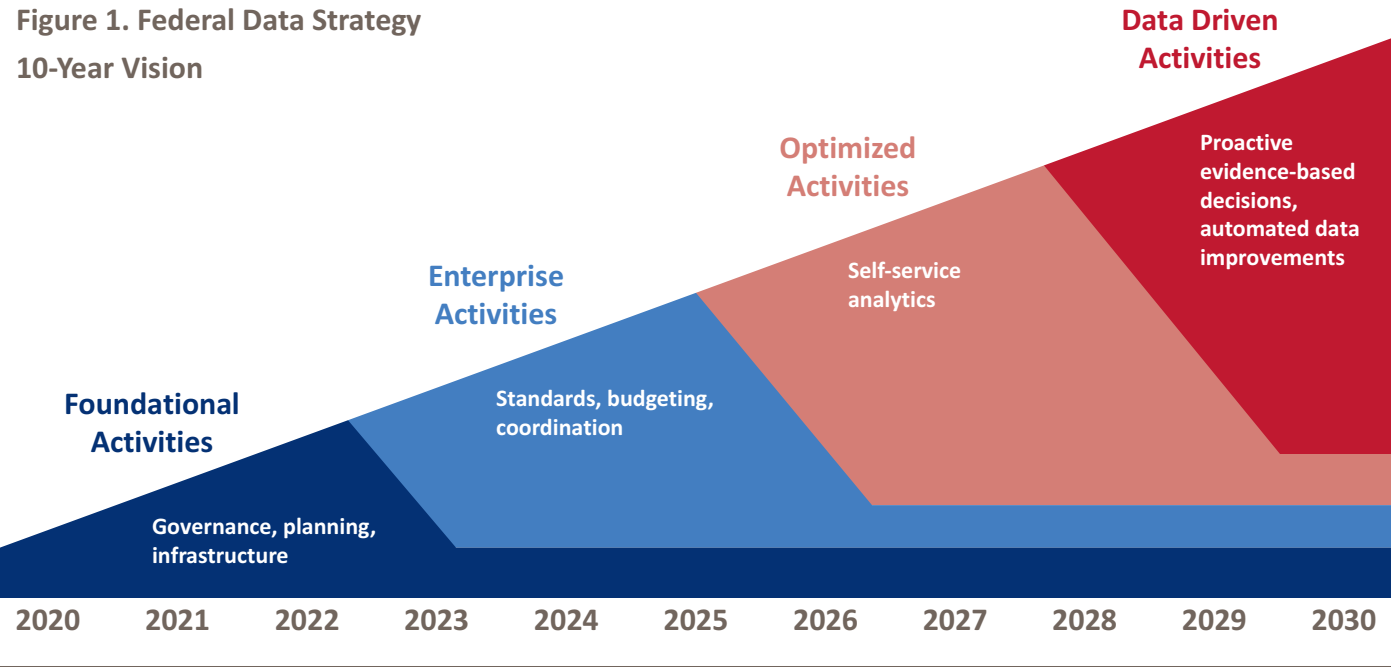 Figure 1. Federal Data Strategy
10-Year Vision
Data Driven
Activities
Proactive
evidence-based
decisions,
automated data
improvements
Optimized
Activities
Self-service
analytics
Enterprise
Activities
Standards, budgeting,
coordination
Foundational
Activities
Governance, planning,
infrastructure
2020 2021 2022 2023 2024 2025 2026 2027 2028 2029 2030